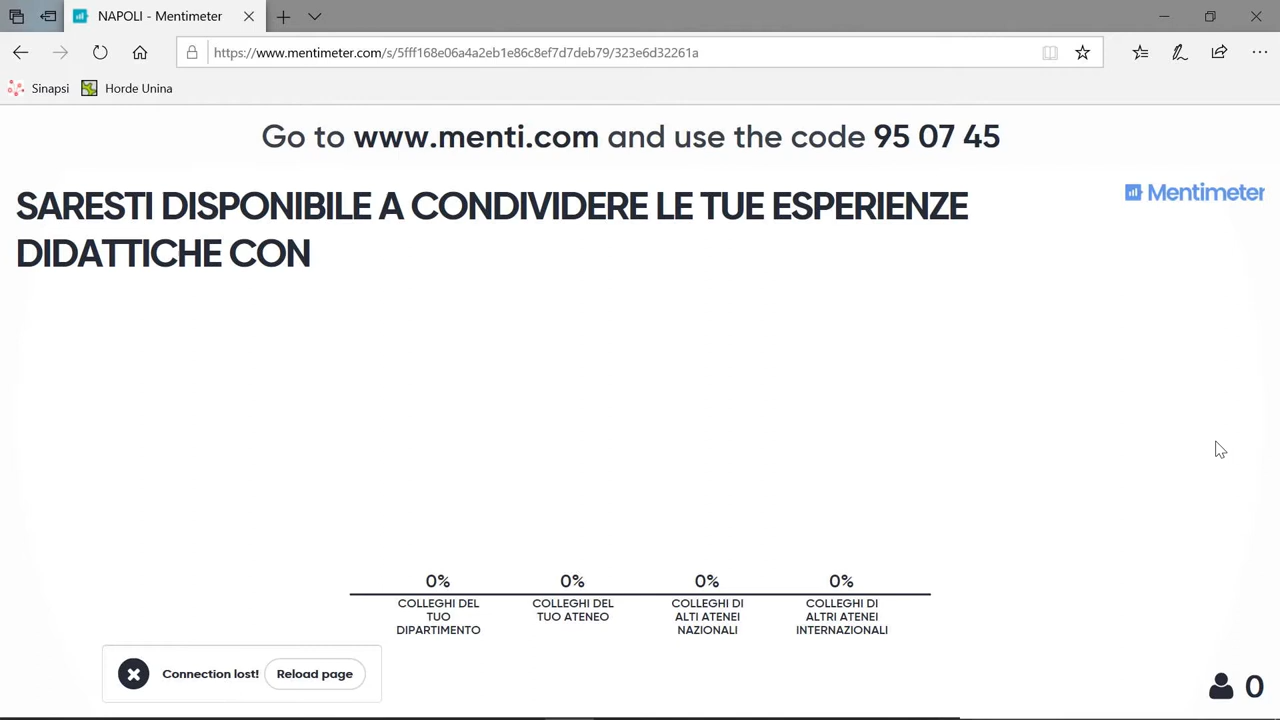 NAPOLI - Mentimeter
https://www.mentimeter.com/s/5fff168e06a4a2eb1e86c8ef7d7deb79/323e6d32261a
Sinapsi
Horde Unina
Go to www.menti.com and use the code 95 07 45
SARESTI DISPONIBILE A CONDIVIDERE LE TUE ESPERIENZE
DIDATTICHE CON
Mentimeter
0%
0%
0%
0%
COLLEGHI DEL
TUO
DIPARTIMENTO
COLLEGHI DEL
TUO ATENEO
COLLEGHI DI
ALTI ATENEI
NAZIONALI
COLLEGHI DI
ALTRI ATENEI
INTERNAZIONALI
Connection lost!
Reload page
0